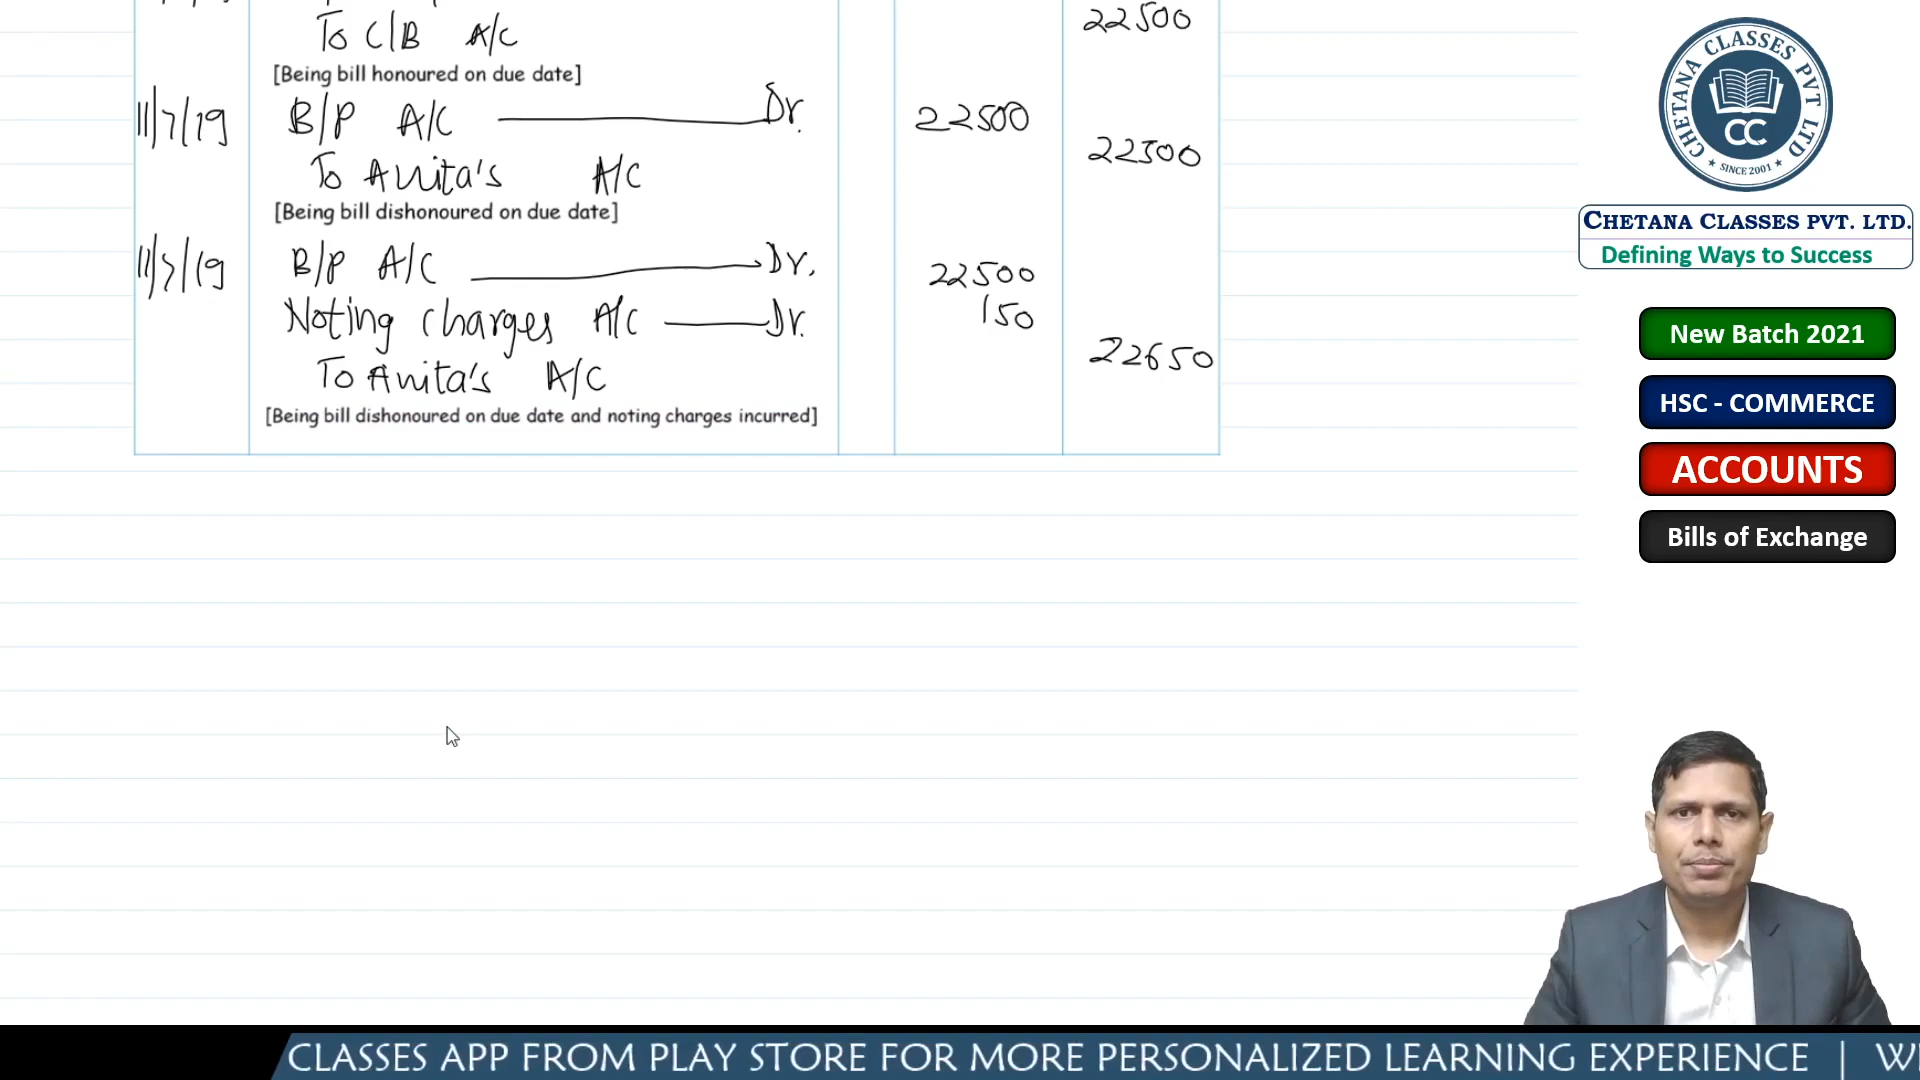 22500
To C/B A/C
[Being bill honoured on due date]
11/7/19 B/P A/C Dr. 22500
To Anita's A/C 22500
[Being bill dishonoured on due date]
11/7/19 B/P A/C Dr. 22500
Noting charges A/C Dr. 150
To Anita's A/C 22650
[Being bill dishonoured on due date and noting charges incurred]
CHETANA CLASSES PVT LTD
CC
SINCE 2001
CHETANA CLASSES PVT. LTD.
Defining Ways to Success
New Batch 2021
HSC - COMMERCE
ACCOUNTS
Bills of Exchange
CLASSES APP FROM PLAY STORE FOR MORE PERSONALIZED LEARNING EXPERIENCE |